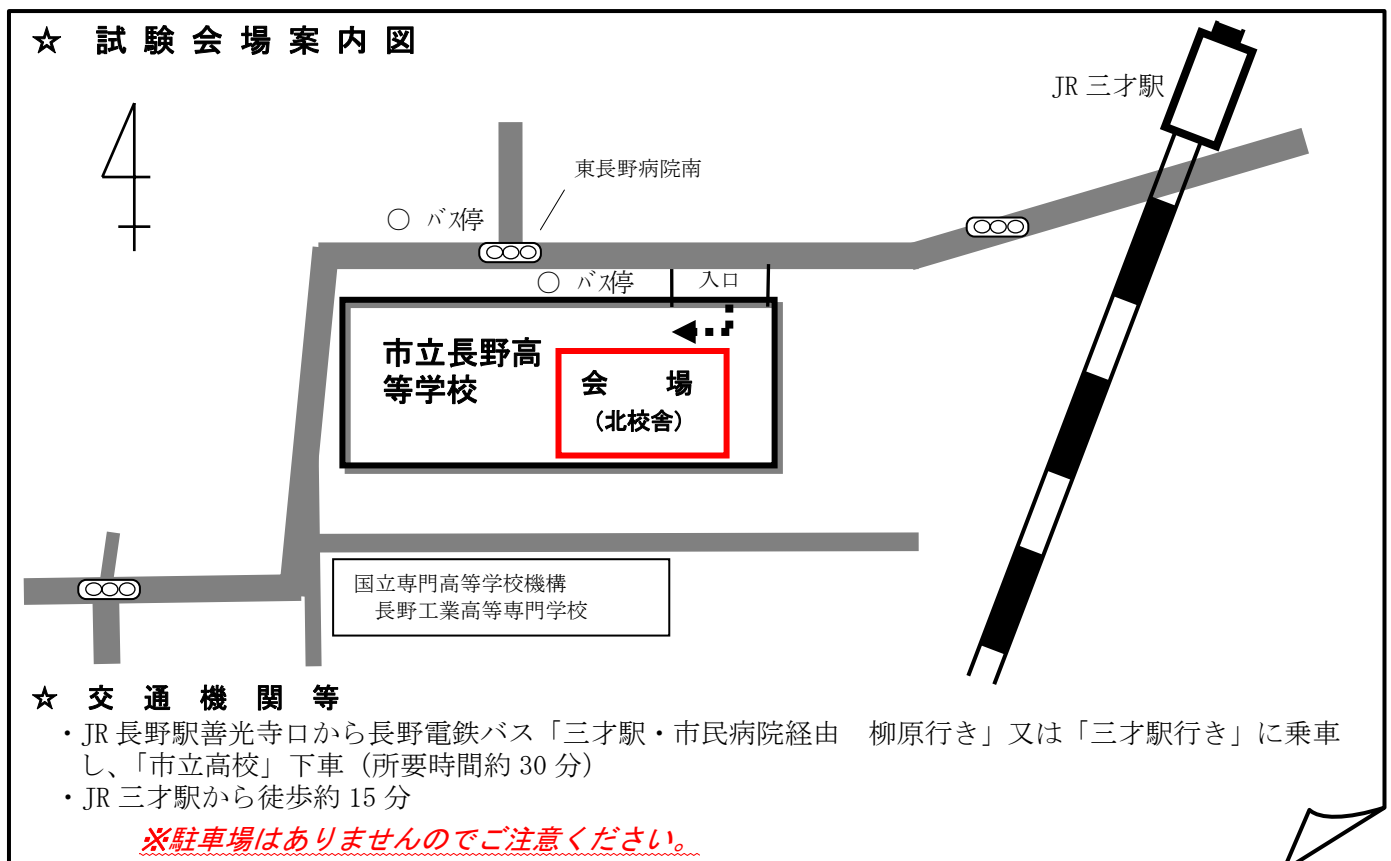 ☆ 試験会場案内図
JR 三才駅
東長野病院南
○ バス停
○ バス停
入口
市立長野高
等学校
会 場
(北校舎)
国立専門高等学校機構
長野工業高等専門学校
☆ 交通機関等
・JR 長野駅善光寺口から長野電鉄バス「三才駅・市民病院経由 柳原行き」又は「三才駅行き」に乗車
し、「市立高校」下車（所要時間約 30 分）
・JR 三才駅から徒歩約 15 分
※駐車場はありませんのでご注意ください。